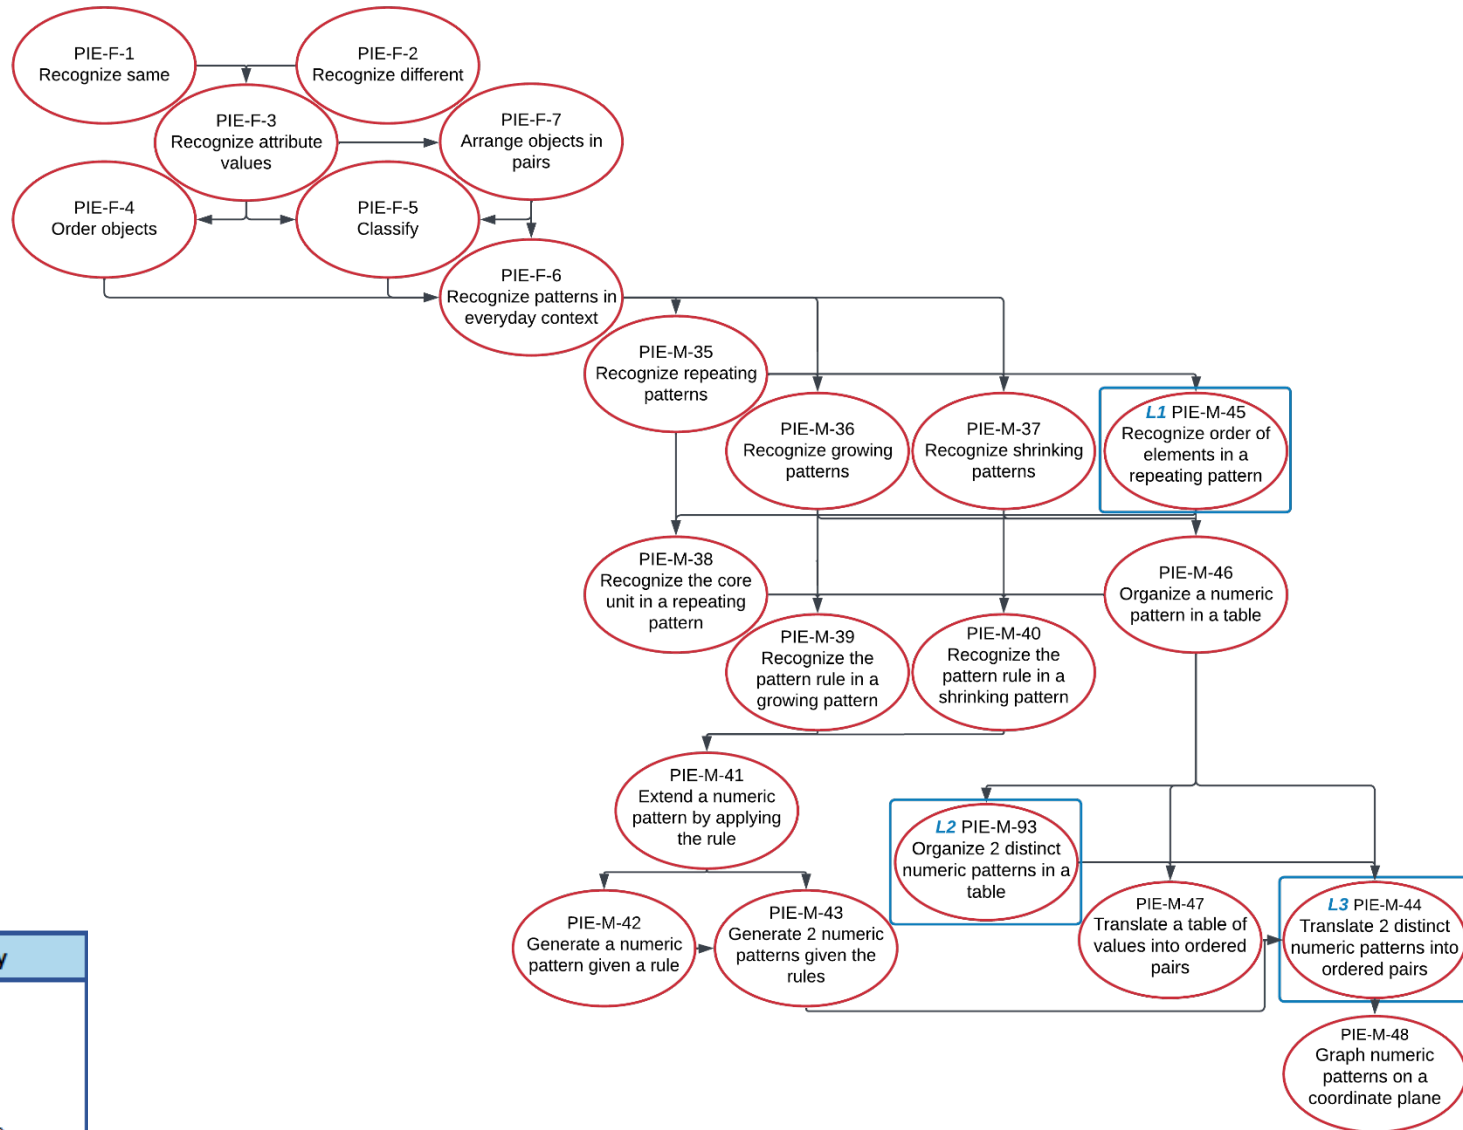 PIE-F-1
Recognize same
PIE-F-2
Recognize different
PIE-F-3
Recognize attribute
values
PIE-F-7
Arrange objects in
pairs
PIE-F-4
Order objects
PIE-F-5
Classify
PIE-F-6
Recognize patterns in
everyday context
PIE-M-35
Recognize repeating
patterns
PIE-M-36
Recognize growing
patterns
PIE-M-37
Recognize shrinking
patterns
L1 PIE-M-45
Recognize order of
elements in a
repeating pattern
PIE-M-38
Recognize the core
unit in a repeating
pattern
PIE-M-46
Organize a numeric
pattern in a table
PIE-M-39
Recognize the
pattern rule in a
growing pattern
PIE-M-40
Recognize the
pattern rule in a
shrinking pattern
PIE-M-41
Extend a numeric
pattern by applying
the rule
L2 PIE-M-93
Organize 2 distinct
numeric patterns in a
table
PIE-M-42
Generate a numeric
pattern given a rule
PIE-M-43
Generate 2 numeric
patterns given the
rules
PIE-M-47
Translate a table of
values into ordered
pairs
L3 PIE-M-44
Translate 2 distinct
numeric patterns into
ordered pairs
PIE-M-48
Graph numeric
patterns on a
coordinate plane